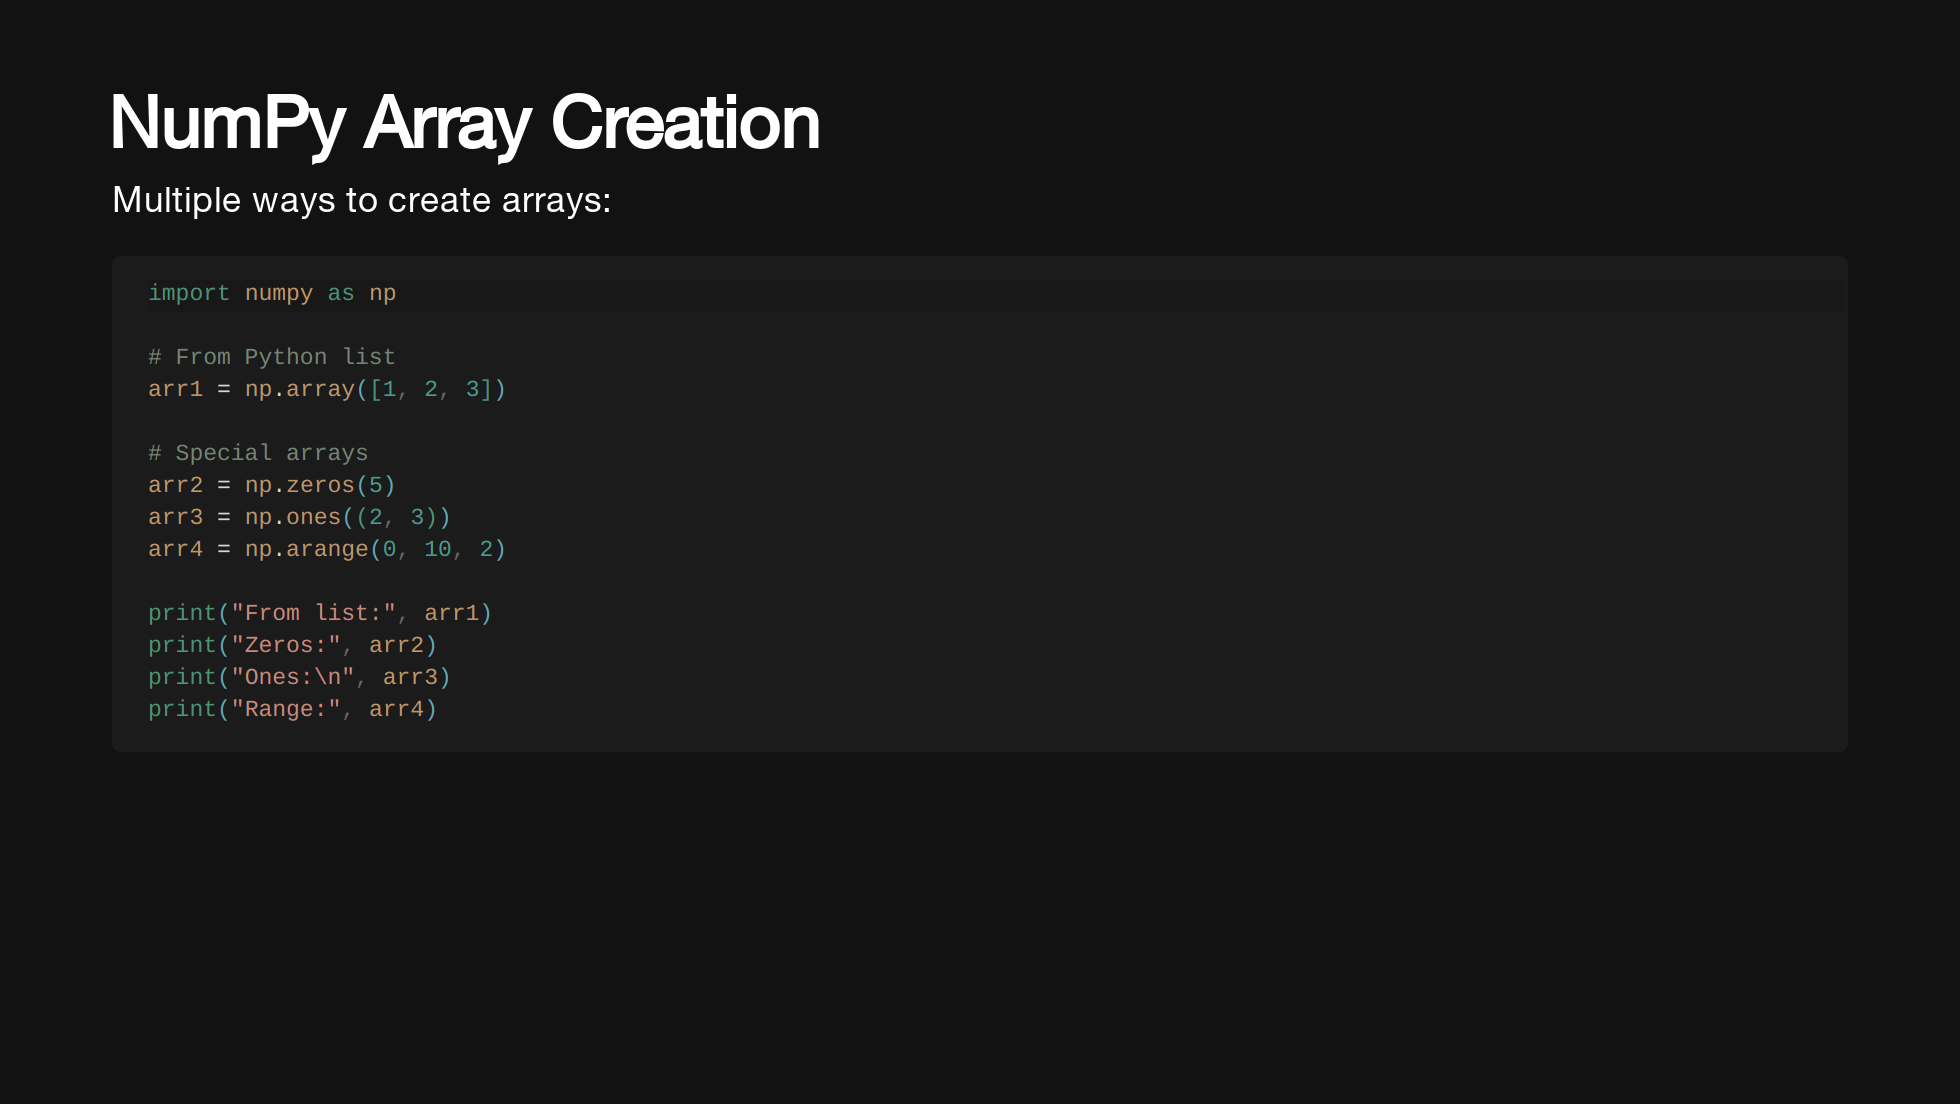 NumPy Array Creation
Multiple ways to create arrays:
import numpy as np
# From Python list
arr1 = np.array([1, 2, 3])
# Special arrays
arr2 = np.zeros(5)
arr3 = np.ones((2, 3))
arr4 = np.arange(0, 10, 2)
print("From list:", arr1)
print("Zeros:", arr2)
print("Ones:\n", arr3)
print("Range:", arr4)